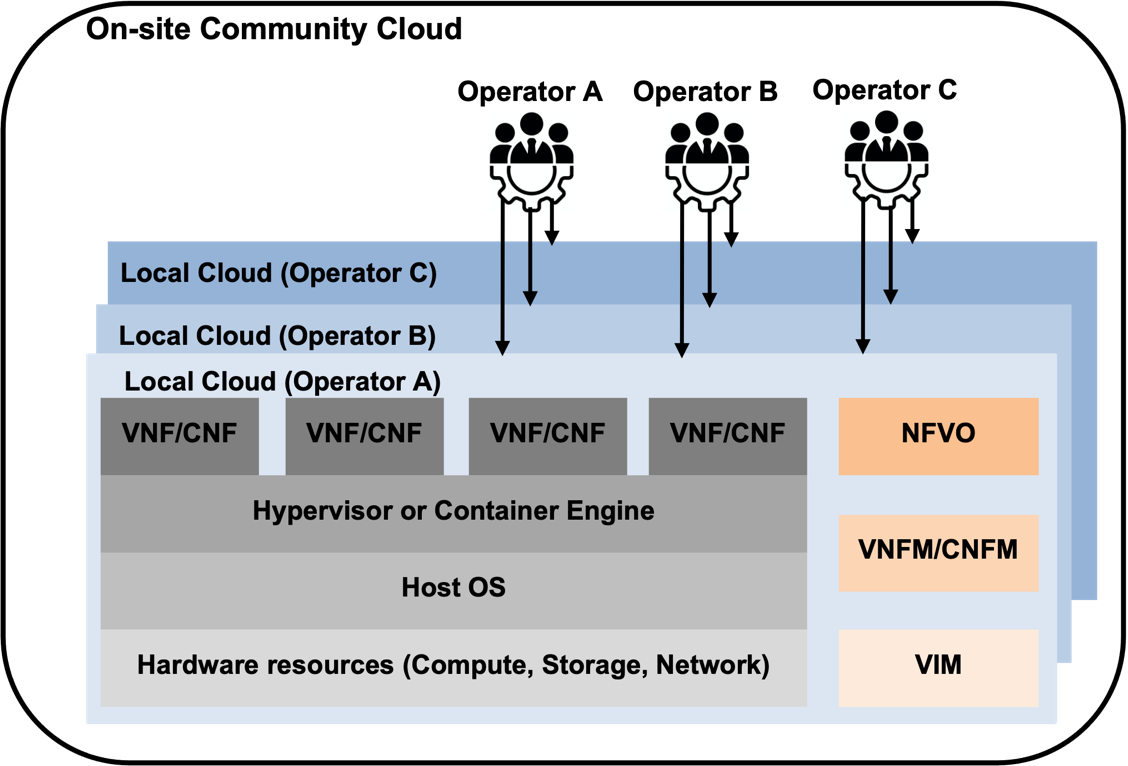 On-site Community Cloud
Operator A
Operator B
Operator C
Local Cloud (Operator C)
Local Cloud (Operator B)
Local Cloud (Operator A)
VNF/CNF
VNF/CNF
VNF/CNF
VNF/CNF
NFVO
Hypervisor or Container Engine
VNFM/CNFM
Host OS
Hardware resources (Compute, Storage, Network)
VIM